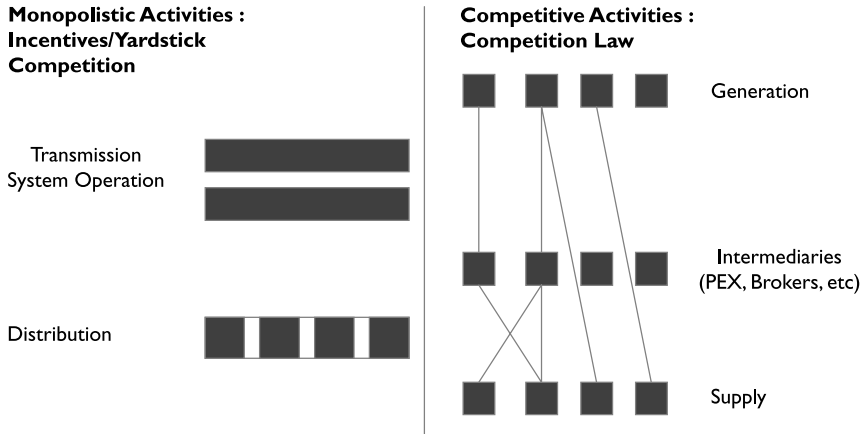 Monopolistic Activities :
Incentives/Yardstick
Competition
Transmission
System Operation
Distribution
Competitive Activities :
Competition Law
Generation
Intermediaries
(PEX, Brokers, etc)
Supply